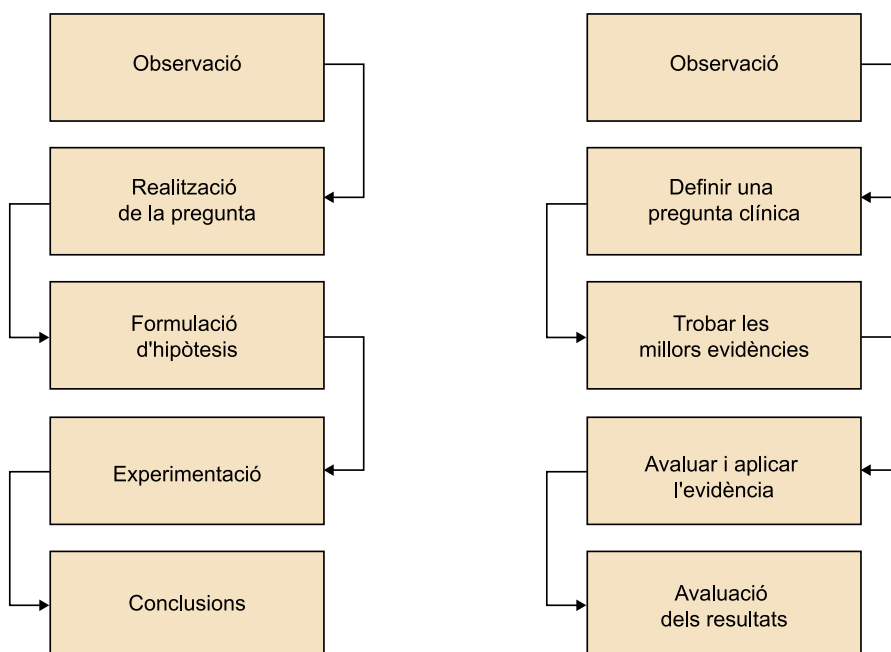 Observació
Realització
de la pregunta
Formulació
d'hipòtesis
Experimentació
Conclusions
Observació
Definir una
pregunta clínica
Trobar les
millors evidències
Avaluar i aplicar
l'evidència
Avaluació
dels resultats